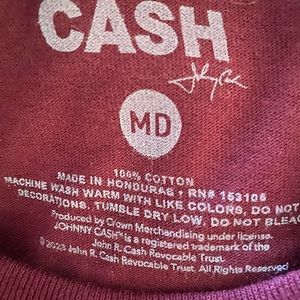 CASH
Johnny Cash
MD
100% COTTON
MADE IN HONDURAS • RN# 153106
MACHINE WASH WARM WITH LIKE COLORS, DO NOT
DECORATIONS. TUMBLE DRY LOW, DO NOT BLEAC
Produced by Crown Merchandising under license.
JOHNNY CASH™ is a registered trademark of the
John R. Cash Revocable Trust.
© 2023 John R. Cash Revocable Trust. All Rights Reserved